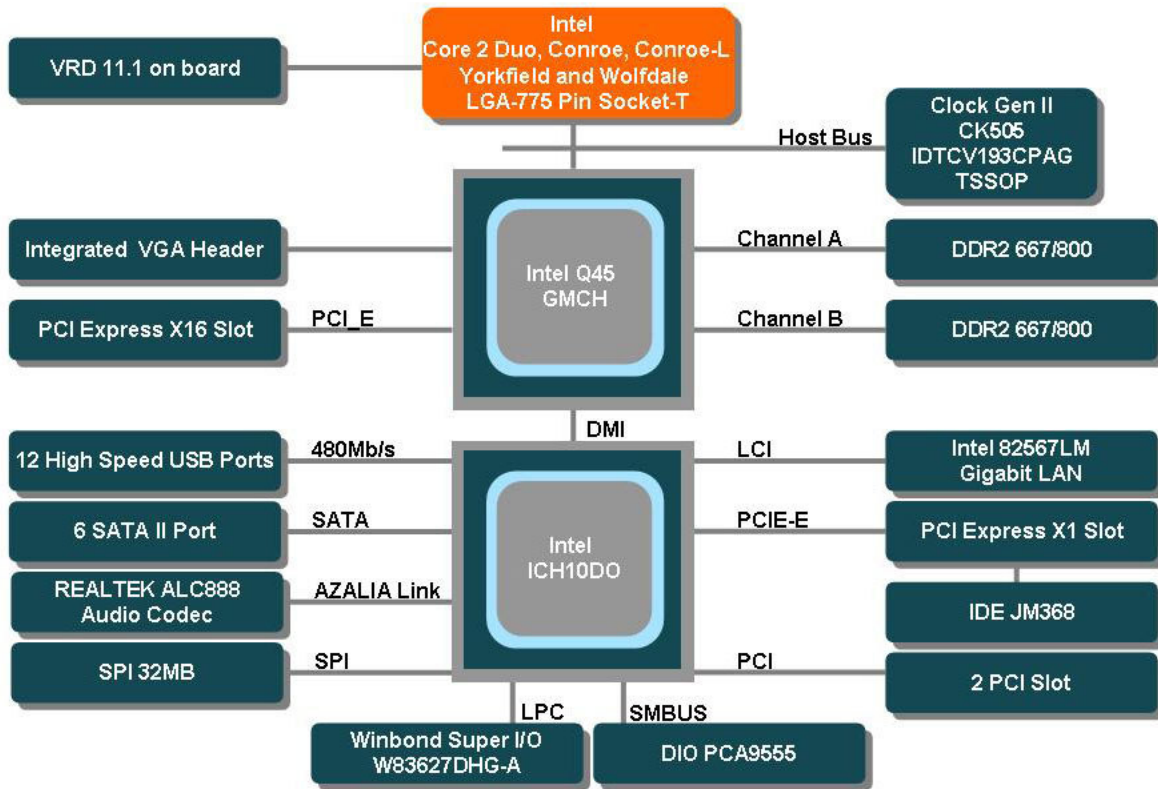 Intel
Core 2 Duo, Conroe, Conroe-L
Yorkfield and Wolfdale
LGA-775 Pin Socket-T
VRD 11.1 on board
Host Bus
Clock Gen II
CK505
IDTCV193CPAG
TSSOP
Integrated VGA Header
Intel Q45
GMCH
Channel A
DDR2 667/800
PCI Express X16 Slot
PCI_E
Channel B
DDR2 667/800
DMI
12 High Speed USB Ports
480Mb/s
LCI
Intel 82567LM
Gigabit LAN
6 SATA II Port
SATA
Intel
ICH10DO
PCIE-E
PCI Express X1 Slot
REALTEK ALC888
Audio Codec
AZALIA Link
IDE JM368
SPI 32MB
SPI
PCI
2 PCI Slot
LPC
SMBUS
Winbond Super I/O
W83627DHG-A
DIO PCA9555